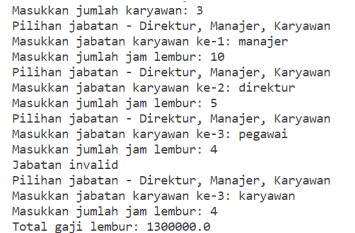 Masukkan jumlah karyawan: 3
Pilihan jabatan - Direktur, Manajer, Karyawan
Masukkan jabatan karyawan ke-1: manajer
Masukkan jumlah jam lembur: 10
Pilihan jabatan - Direktur, Manajer, Karyawan
Masukkan jabatan karyawan ke-2: direktur
Masukkan jumlah jam lembur: 5
Pilihan jabatan - Direktur, Manajer, Karyawan
Masukkan jabatan karyawan ke-3: pegawai
Masukkan jumlah jam lembur: 4
Jabatan invalid
Pilihan jabatan - Direktur, Manajer, Karyawan
Masukkan jabatan karyawan ke-3: karyawan
Masukkan jumlah jam lembur: 4
Total gaji lembur: 1300000.0